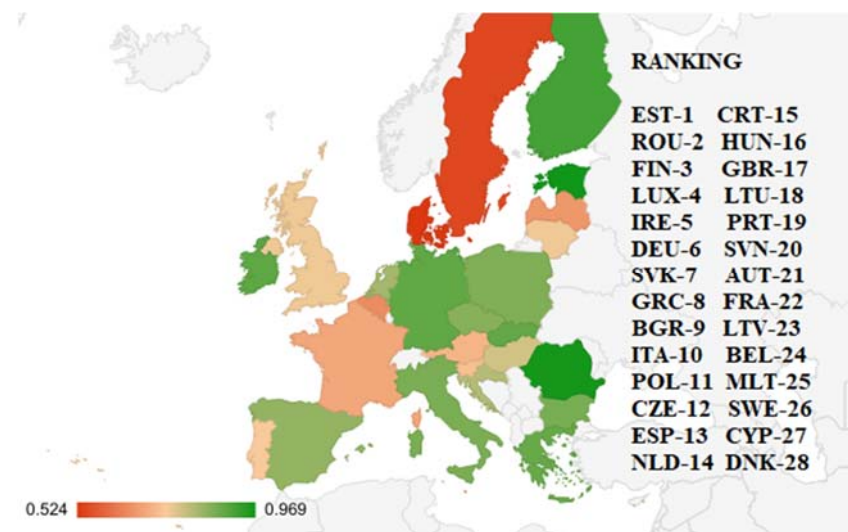 RANKING
EST-1 CRT-15
ROU-2 HUN-16
FIN-3 GBR-17
LUX-4 LTU-18
IRE-5 PRT-19
DEU-6 SVN-20
SVK-7 AUT-21
GRC-8 FRA-22
BGR-9 LTV-23
ITA-10 BEL-24
POL-11 MLT-25
CZE-12 SWE-26
ESP-13 CYP-27
NLD-14 DNK-28
0.524 0.969